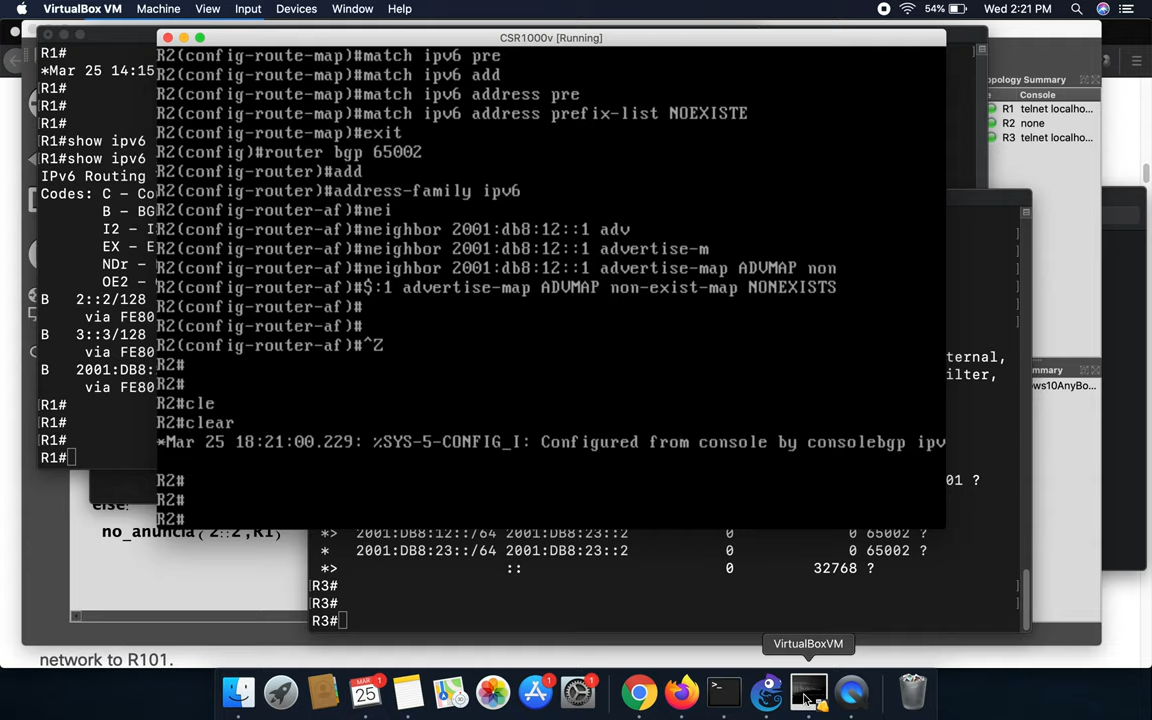 VirtualBox VM Machine View Input Devices Window Help 54% Wed 2:21 PM
CSR1000v [Running]
R1#
*Mar 25 14:15
R1#
R1#
R1#
R1#show ipv6
R1#show ipv6
IPv6 Routing
Codes: C - Co
B - BG
I2 - I
EX - E
NDr -
OE2 -
B 2::2/128
via FE80
B 3::3/128
via FE80
B 2001:DB8:
via FE80
R1#
R1#
R1#
R1#
R2(config-route-map)#match ipv6 pre
R2(config-route-map)#match ipv6 add
R2(config-route-map)#match ipv6 address pre
R2(config-route-map)#match ipv6 address prefix-list NOEXISTE
R2(config-route-map)#exit
R2(config)#router bgp 65002
R2(config-router)#add
R2(config-router)#address-family ipv6
R2(config-router-af)#nei
R2(config-router-af)#neighbor 2001:db8:12::1 adv
R2(config-router-af)#neighbor 2001:db8:12::1 advertise-m
R2(config-router-af)#neighbor 2001:db8:12::1 advertise-map ADVMAP non
R2(config-router-af)#$:1 advertise-map ADVMAP non-exist-map NONEXISTS
R2(config-router-af)#
R2(config-router-af)#
R2(config-router-af)#^Z
R2#
R2#
R2#cle
R2#clear
*Mar 25 18:21:00.229: %SYS-5-CONFIG_I: Configured from console by consolebgp ipv
R2#
R2#
R2#
opology Summary
e Console
R1 telnet localho...
R2 none
R3 telnet localho...
ternal,
ilter,
mmary
ws10AnyBo...
01 ?
else:
no_anuncia(2::2,R1)
*> 2001:DB8:12::/64 2001:DB8:23::2 0 0 65002 ?
* 2001:DB8:23::/64 2001:DB8:23::2 0 0 65002 ?
*> :: 0 32768 ?
R3#
R3#
R3#
VirtualBoxVM
network to R101.
MAR
25
1
1
1